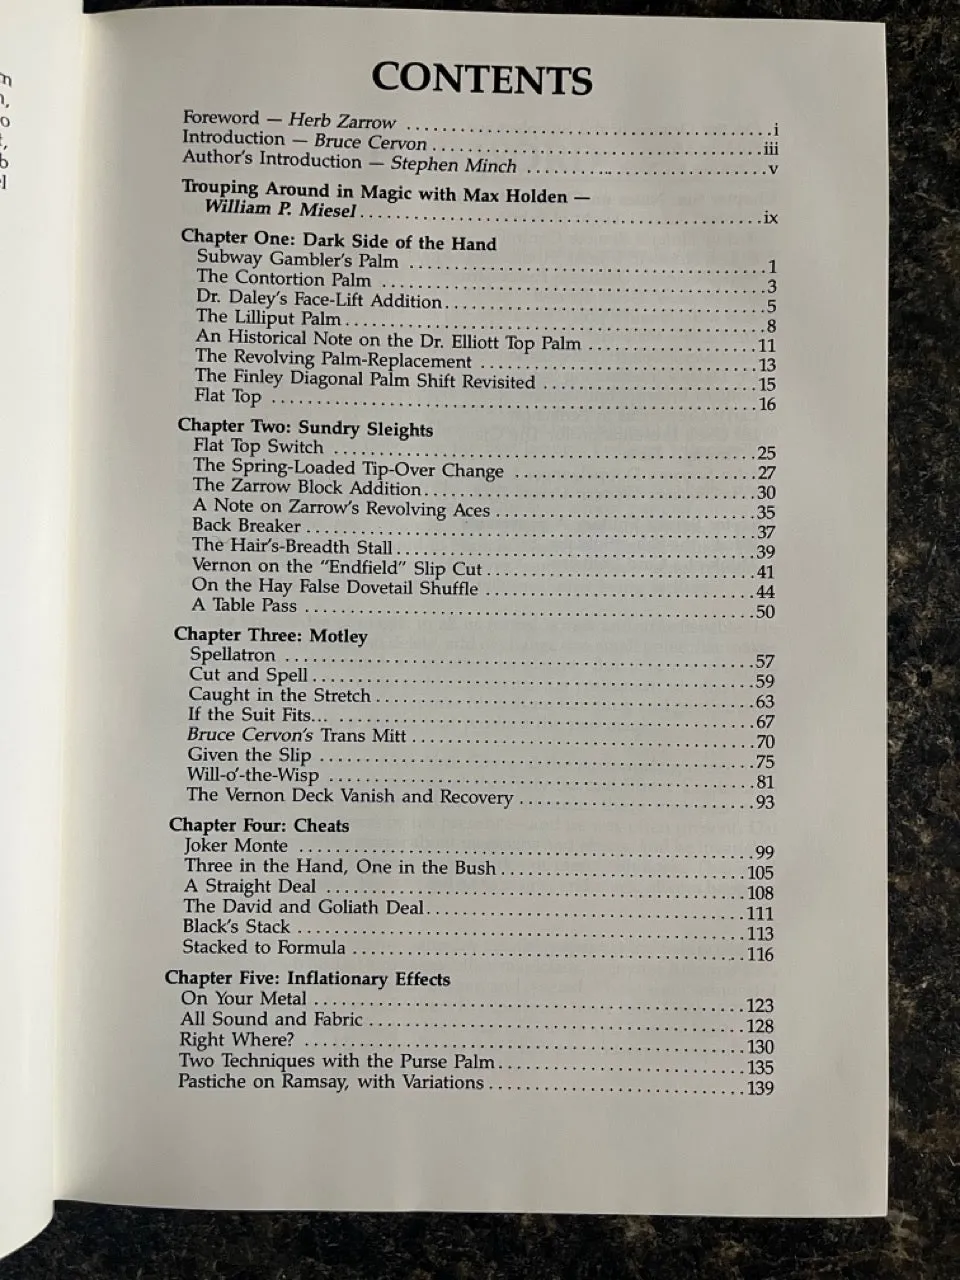 m
,
o
,
b
l
CONTENTS
Foreword — Herb Zarrow ........ i
Introduction — Bruce Cervon ........ iii
Author's Introduction — Stephen Minch ........ v
Trouping Around in Magic with Max Holden —
William P. Miesel ........ ix
Chapter One: Dark Side of the Hand
Subway Gambler's Palm ........ 1
The Contortion Palm ........ 3
Dr. Daley's Face-Lift Addition ........ 5
The Lilliput Palm ........ 8
An Historical Note on the Dr. Elliott Top Palm ........ 11
The Revolving Palm-Replacement ........ 13
The Finley Diagonal Palm Shift Revisited ........ 15
Flat Top ........ 16
Chapter Two: Sundry Sleights
Flat Top Switch ........ 25
The Spring-Loaded Tip-Over Change ........ 27
The Zarrow Block Addition ........ 30
A Note on Zarrow's Revolving Aces ........ 35
Back Breaker ........ 37
The Hair's-Breadth Stall ........ 39
Vernon on the "Endfield" Slip Cut ........ 41
On the Hay False Dovetail Shuffle ........ 44
A Table Pass ........ 50
Chapter Three: Motley
Spellatron ........ 57
Cut and Spell ........ 59
Caught in the Stretch ........ 63
If the Suit Fits... ........ 67
Bruce Cervon's Trans Mitt ........ 70
Given the Slip ........ 75
Will-o'-the-Wisp ........ 81
The Vernon Deck Vanish and Recovery ........ 93
Chapter Four: Cheats
Joker Monte ........ 99
Three in the Hand, One in the Bush ........ 105
A Straight Deal ........ 108
The David and Goliath Deal ........ 111
Black's Stack ........ 113
Stacked to Formula ........ 116
Chapter Five: Inflationary Effects
On Your Metal ........ 123
All Sound and Fabric ........ 128
Right Where? ........ 130
Two Techniques with the Purse Palm ........ 135
Pastiche on Ramsay, with Variations ........ 139